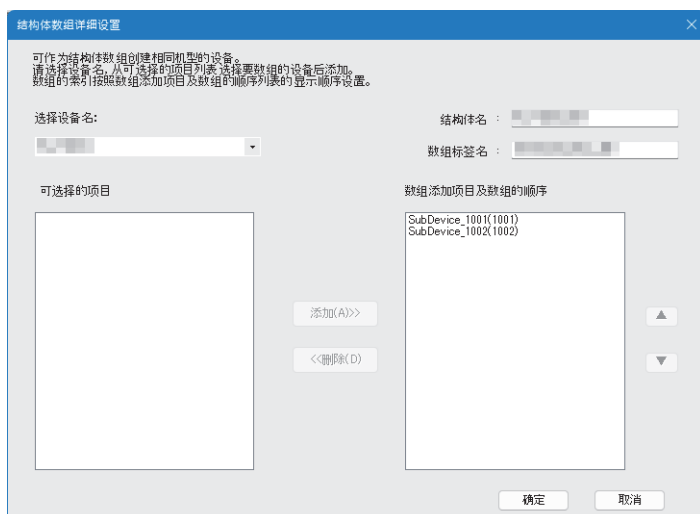 结构体数组详细设置
可作为结构体数组创建相同机型的设备。
请选择设备名,从可选择的项目列表选择要数组的设备后添加。
数组的索引按照数组添加项目及数组的顺序列表的显示顺序设置。
选择设备名:
结构体名 :
数组标签名 :
可选择的项目
数组添加项目及数组的顺序
SubDevice_1001(1001)
SubDevice_1002(1002)
添加(A)>>
<<删除(D)
确定
取消